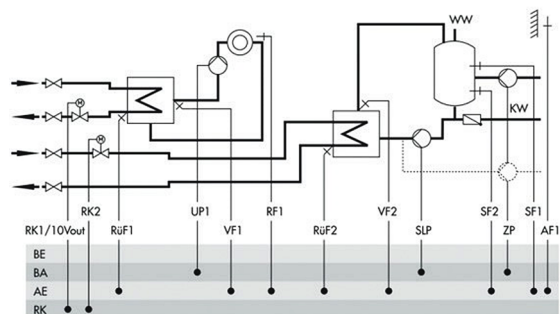 WW
M
KW
M
RK2 UP1 RF1 VF2 SF2 SF1
RK1/10Vout RüF1 VF1 RüF2 SLP ZP AF1
BE
BA
AE
RK